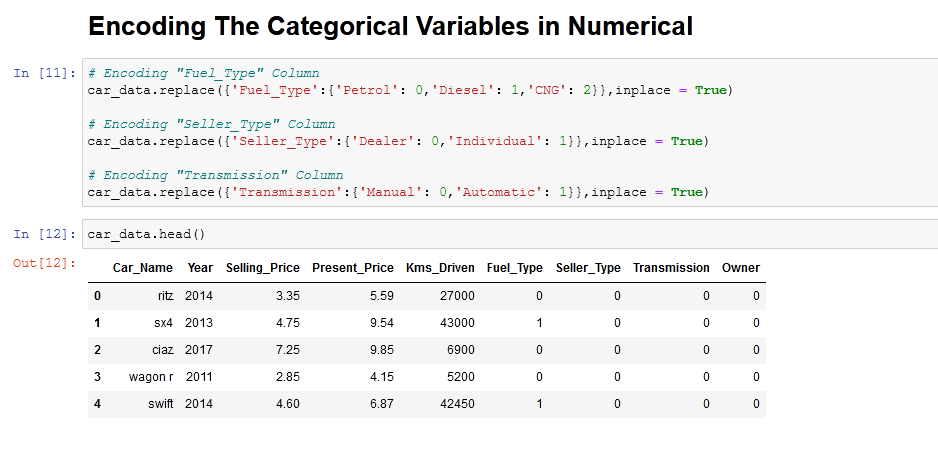 Encoding The Categorical Variables in Numerical
In [11]: # Encoding "Fuel_Type" Column
car_data.replace({'Fuel_Type':{'Petrol': 0,'Diesel': 1,'CNG': 2}},inplace = True)
# Encoding "Seller_Type" Column
car_data.replace({'Seller_Type':{'Dealer': 0,'Individual': 1}},inplace = True)
# Encoding "Transmission" Column
car_data.replace({'Transmission':{'Manual': 0,'Automatic': 1}},inplace = True)
In [12]: car_data.head()
Out[12]:
Car_Name Year Selling_Price Present_Price Kms_Driven Fuel_Type Seller_Type Transmission Owner
0 ritz 2014 3.35 5.59 27000 0 0 0 0
1 sx4 2013 4.75 9.54 43000 1 0 0 0
2 ciaz 2017 7.25 9.85 6900 0 0 0 0
3 wagon r 2011 2.85 4.15 5200 0 0 0 0
4 swift 2014 4.60 6.87 42450 1 0 0 0